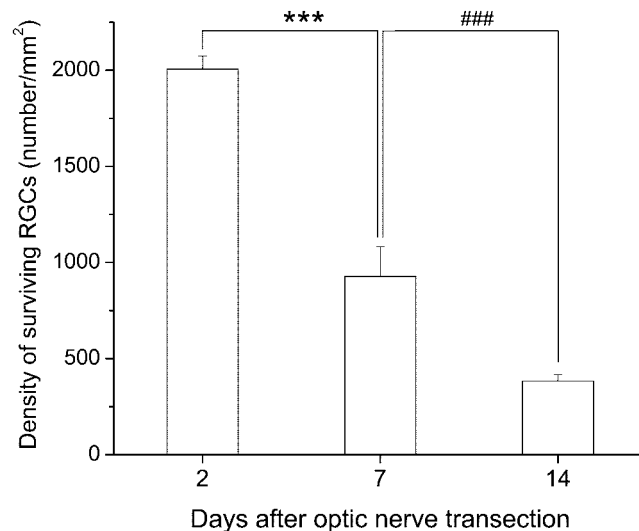 *** ###
Density of surviving RGCs (number/mm²)
2000
1500
1000
500
0
2 7 14
Days after optic nerve transection